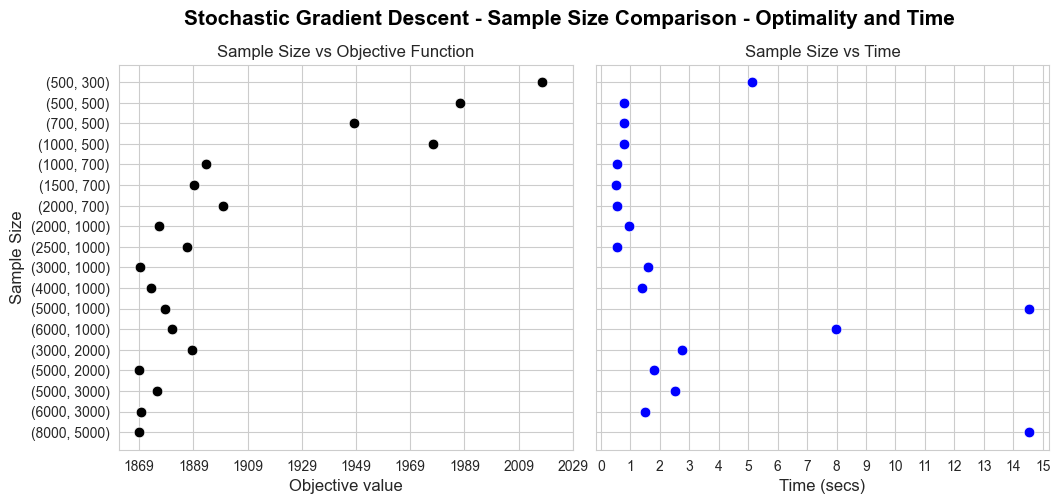 Stochastic Gradient Descent - Sample Size Comparison - Optimality and Time
Sample Size vs Objective Function
Sample Size vs Time
Sample Size
(500, 300)
(500, 500)
(700, 500)
(1000, 500)
(1000, 700)
(1500, 700)
(2000, 700)
(2000, 1000)
(2500, 1000)
(3000, 1000)
(4000, 1000)
(5000, 1000)
(6000, 1000)
(3000, 2000)
(5000, 2000)
(5000, 3000)
(6000, 3000)
(8000, 5000)
1869 1889 1909 1929 1949 1969 1989 2009 2029
0 1 2 3 4 5 6 7 8 9 10 11 12 13 14 15
Objective value
Time (secs)